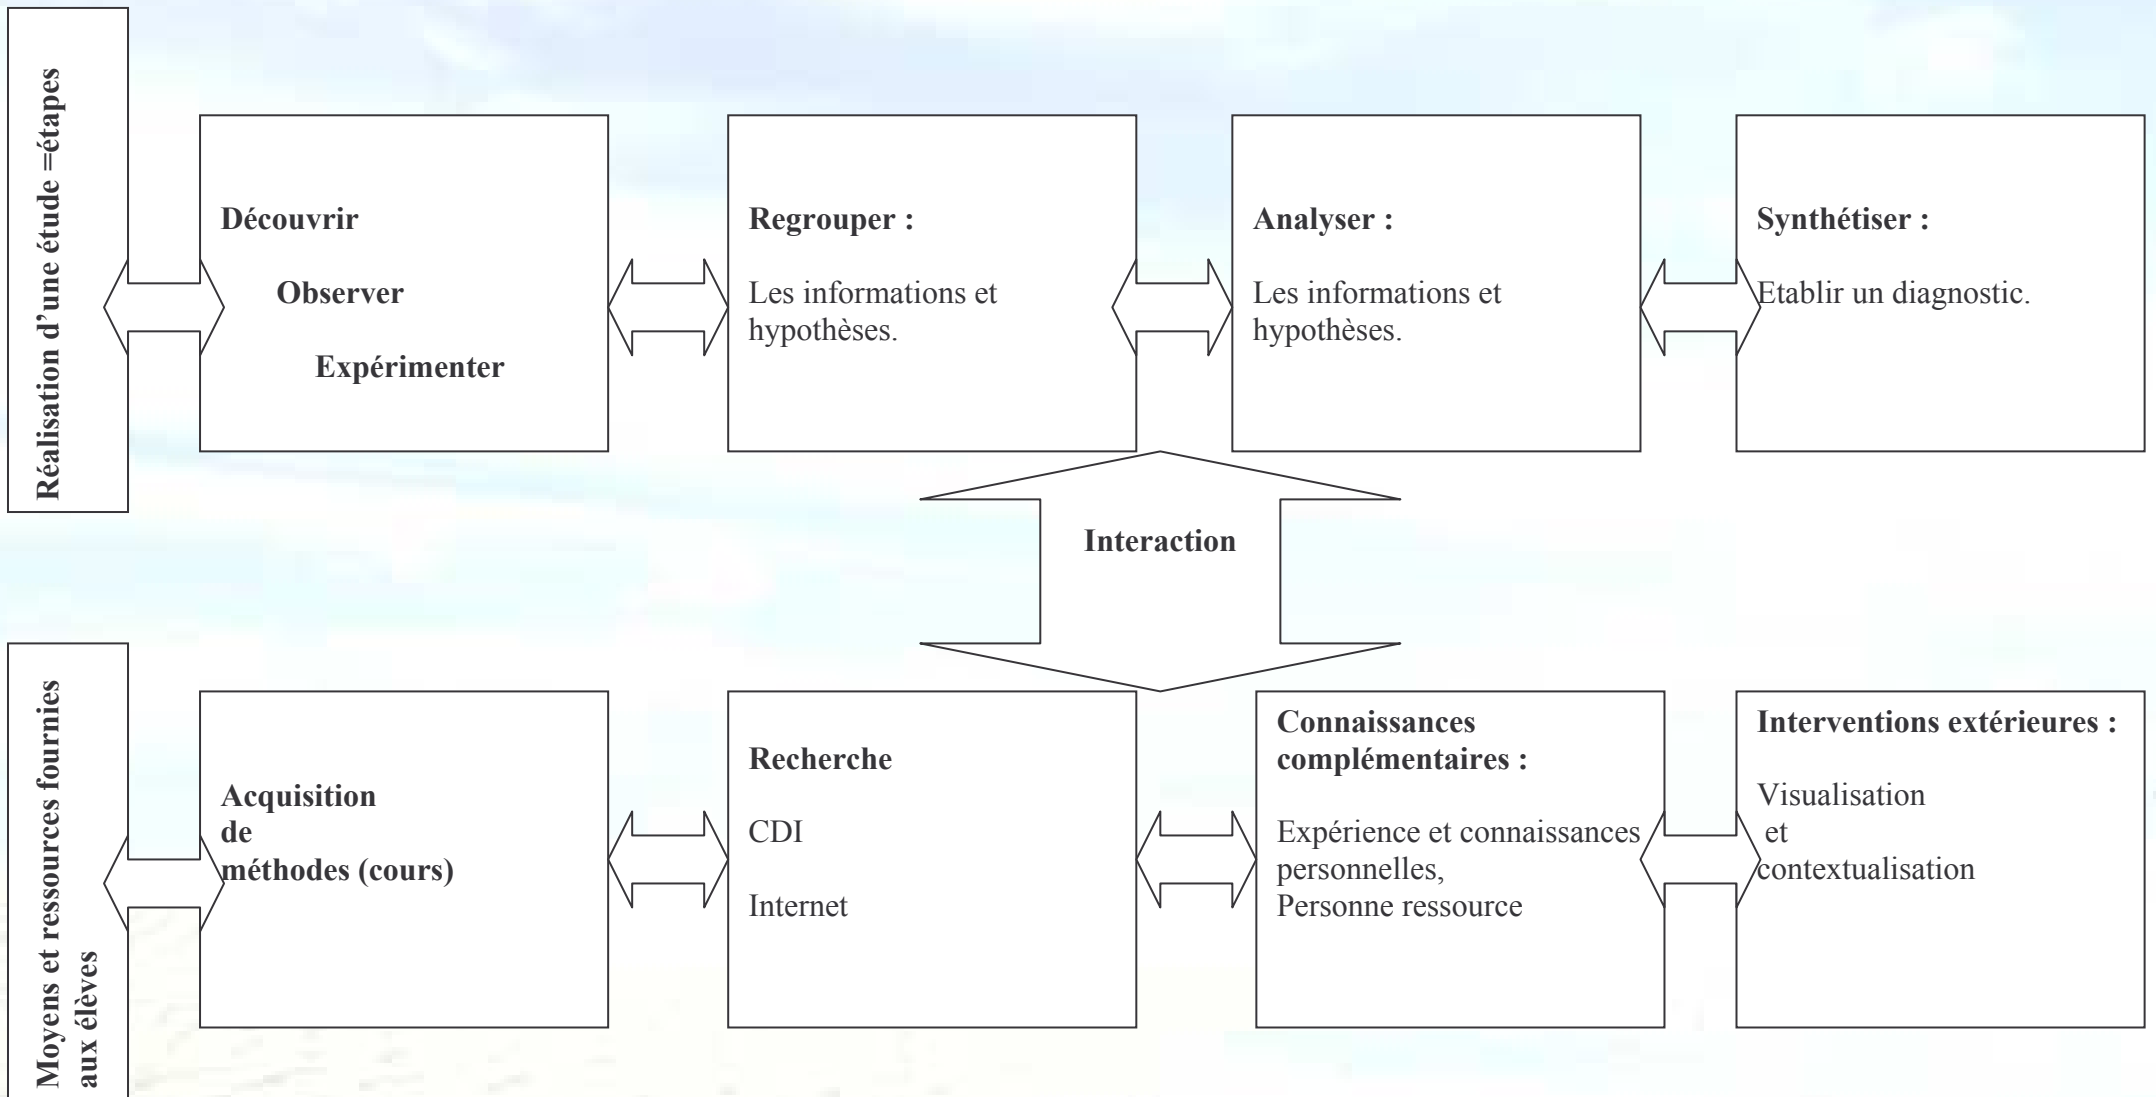 Réalisation d’une étude =étapes
Découvrir
Observer
Expérimenter
Regrouper :
Les informations et
hypothèses.
Analyser :
Les informations et
hypothèses.
Synthétiser :
Etablir un diagnostic.
Interaction
Moyens et ressources fournies
aux élèves
Acquisition
de
méthodes (cours)
Recherche
CDI
Internet
Connaissances
complémentaires :
Expérience et connaissances
personnelles,
Personne ressource
Interventions extérieures :
Visualisation
et
contextualisation